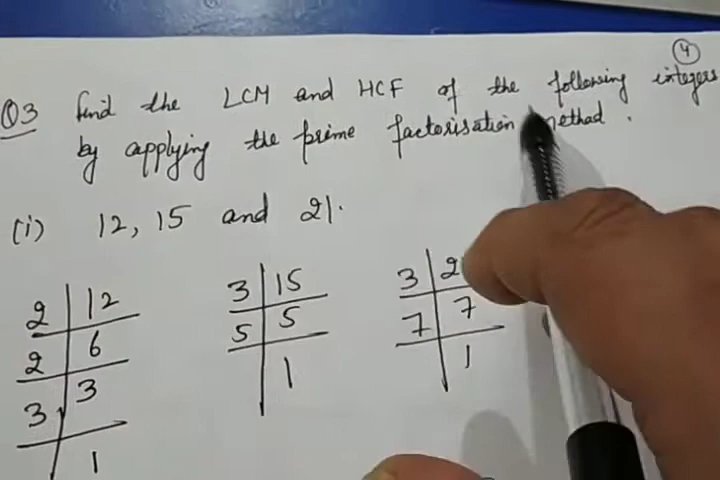 4
Q3 find the LCM and HCF of the following integers
by applying the prime factorisation method.
(i) 12, 15 and 21.
2 | 12
2 | 6
3 | 3
1
3 | 15
5 | 5
1
3 | 2
7 | 7
1